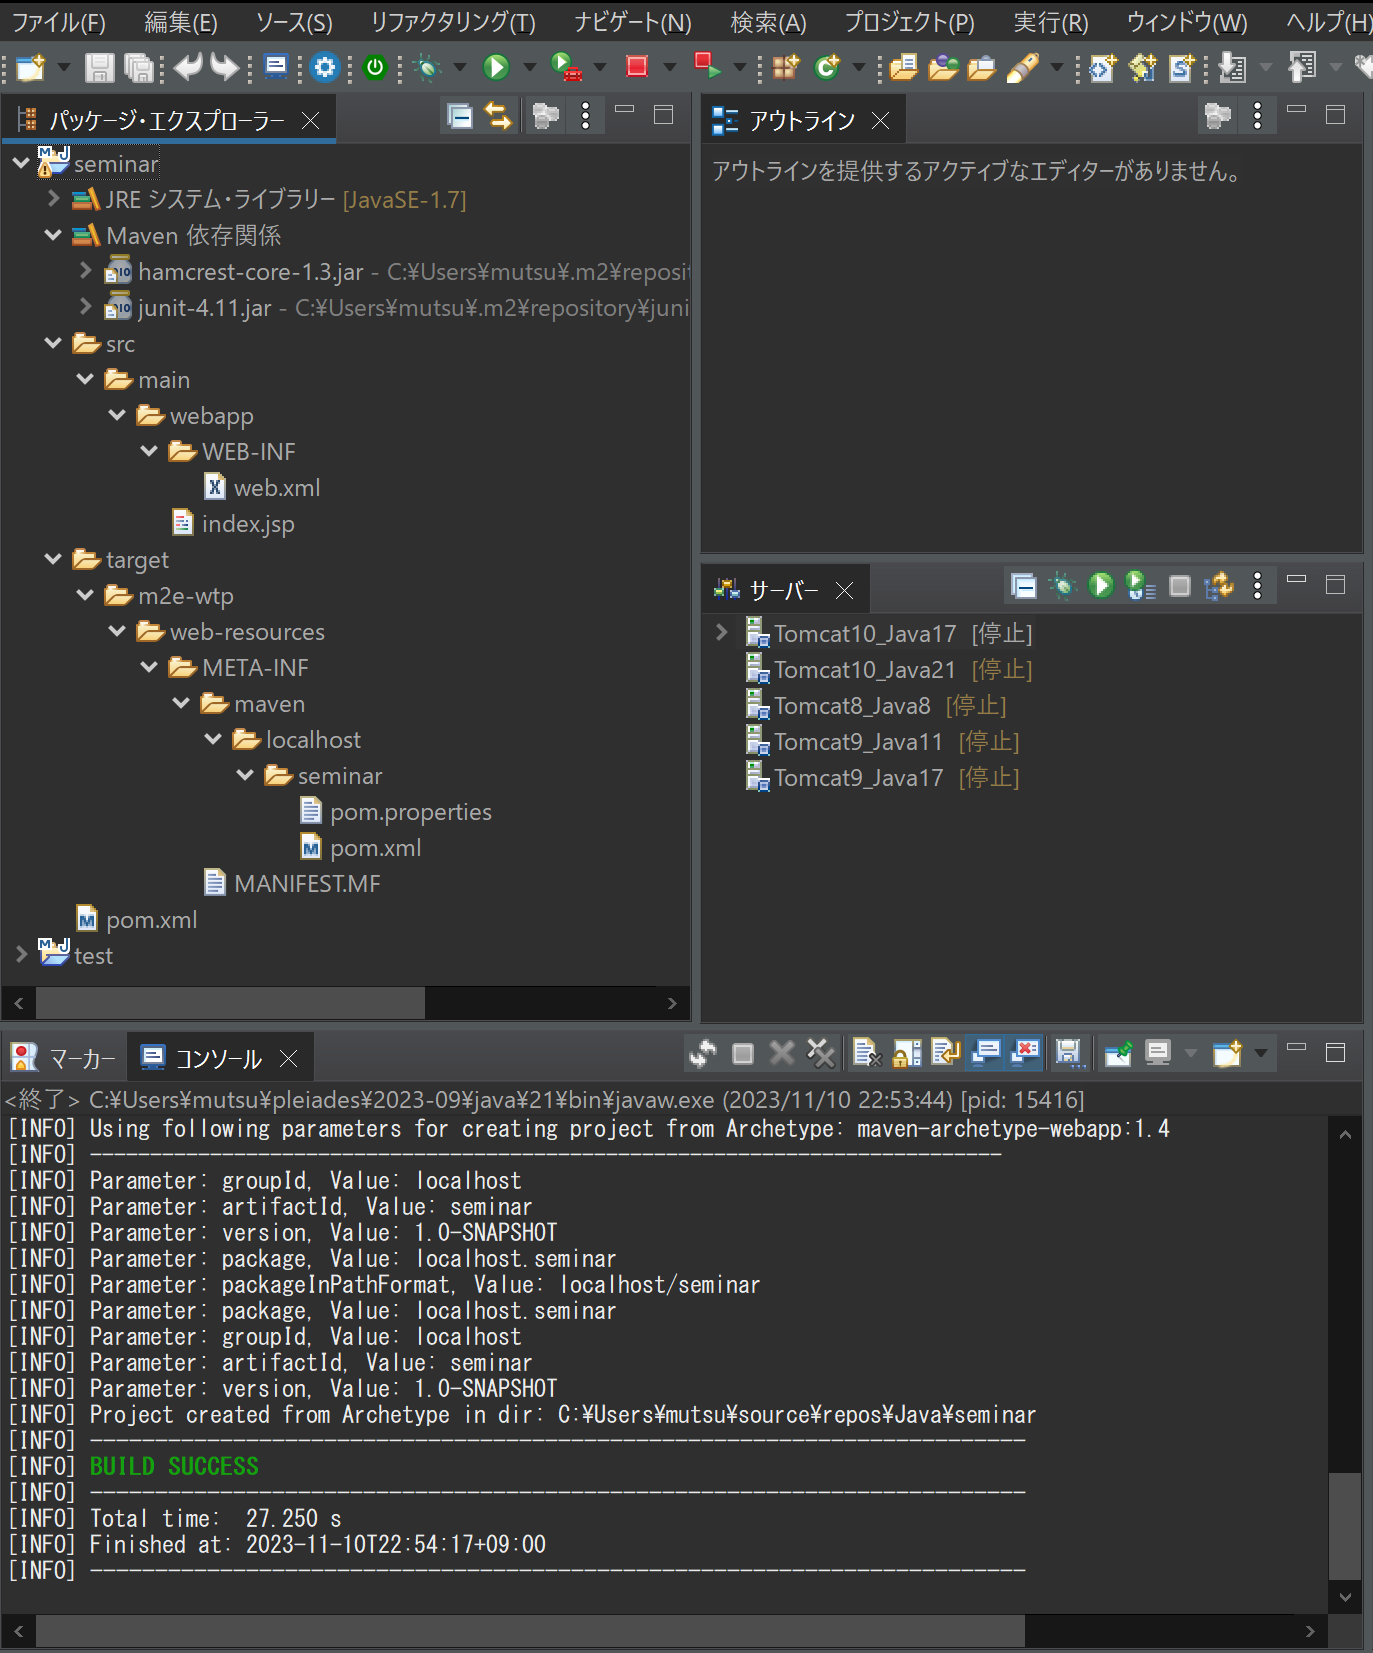 ファイル(F) 編集(E) ソース(S) リファクタリング(T) ナビゲート(N) 検索(A) プロジェクト(P) 実行(R) ウィンドウ(W) ヘルプ(H)
パッケージ・エクスプローラー
seminar
JRE システム・ライブラリー [JavaSE-1.7]
Maven 依存関係
hamcrest-core-1.3.jar - C:¥Users¥mutsu¥.m2¥reposit
junit-4.11.jar - C:¥Users¥mutsu¥.m2¥repository¥juni
src
main
webapp
WEB-INF
web.xml
index.jsp
target
m2e-wtp
web-resources
META-INF
maven
localhost
seminar
pom.properties
pom.xml
MANIFEST.MF
pom.xml
test
アウトライン
アウトラインを提供するアクティブなエディターがありません。
サーバー
Tomcat10_Java17 [停止]
Tomcat10_Java21 [停止]
Tomcat8_Java8 [停止]
Tomcat9_Java11 [停止]
Tomcat9_Java17 [停止]
マーカー コンソール
<終了> C:¥Users¥mutsu¥pleiades¥2023-09¥java¥21¥bin¥javaw.exe (2023/11/10 22:53:44) [pid: 15416]
[INFO] Using following parameters for creating project from Archetype: maven-archetype-webapp:1.4
[INFO] ----------------------------------------------------------------------------
[INFO] Parameter: groupId, Value: localhost
[INFO] Parameter: artifactId, Value: seminar
[INFO] Parameter: version, Value: 1.0-SNAPSHOT
[INFO] Parameter: package, Value: localhost.seminar
[INFO] Parameter: packageInPathFormat, Value: localhost/seminar
[INFO] Parameter: package, Value: localhost.seminar
[INFO] Parameter: groupId, Value: localhost
[INFO] Parameter: artifactId, Value: seminar
[INFO] Parameter: version, Value: 1.0-SNAPSHOT
[INFO] Project created from Archetype in dir: C:¥Users¥mutsu¥source¥repos¥Java¥seminar
[INFO] ------------------------------------------------------------------------------
[INFO] BUILD SUCCESS
[INFO] ------------------------------------------------------------------------------
[INFO] Total time:  27.250 s
[INFO] Finished at: 2023-11-10T22:54:17+09:00
[INFO] ------------------------------------------------------------------------------